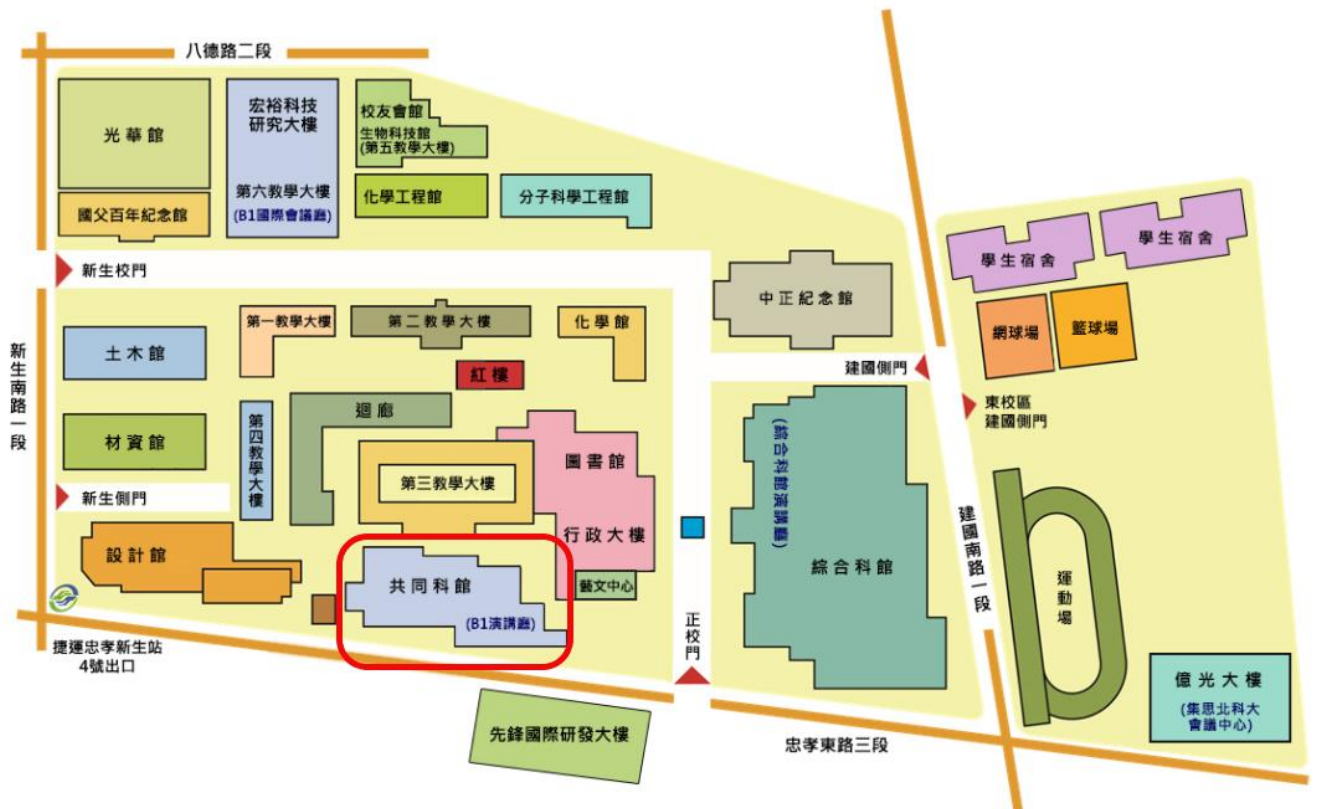 八德路二段
光華館
國父百年紀念館
宏裕科技
研究大樓
第六教學大樓
(B1國際會議廳)
校友會館
生物科技館
(第五教學大樓)
化學工程館
分子科學工程館
新生校門
中正紀念館
學生宿舍
學生宿舍
網球場
籃球場
建國側門
東校區
建國側門
新生南路一段
土木館
第一教學大樓
第二教學大樓
化學館
紅樓
材資館
第四教學大樓
迴廊
第三教學大樓
圖書館
行政大樓
藝文中心
新生側門
設計館
共同科館
(B1演講廳)
捷運忠孝新生站
4號出口
正校門
(綜合科館演講廳)
綜合科館
建國南路一段
運動場
億光大樓
(集思北科大
會議中心)
先鋒國際研發大樓
忠孝東路三段